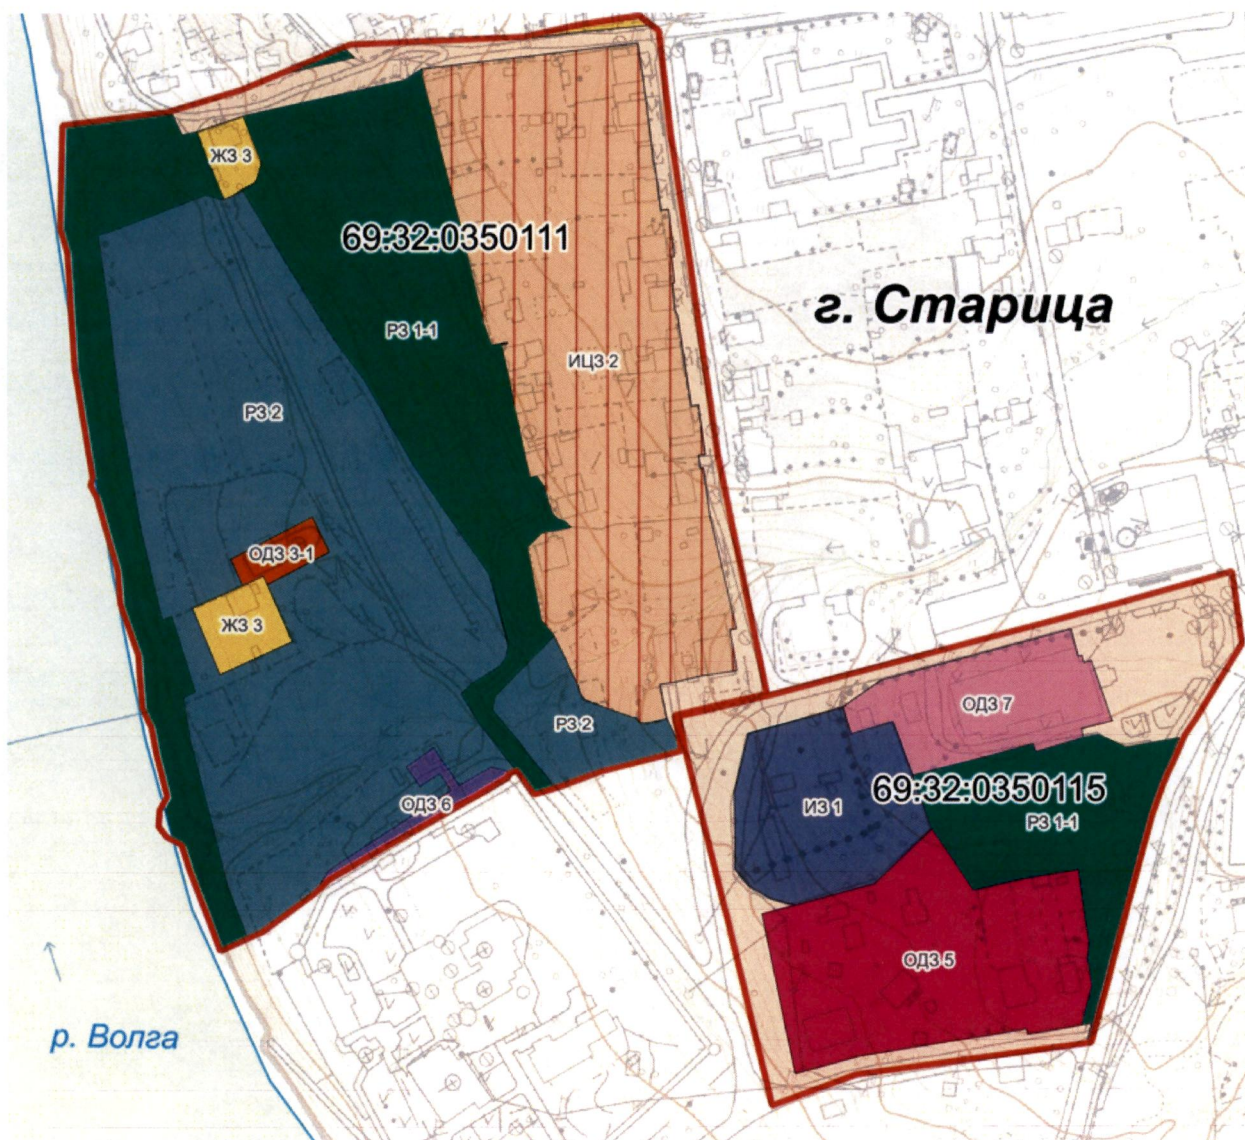 ЖЗ 3
69:32:0350111
г. Старица
РЗ 1-1
ИЦЗ 2
РЗ 2
ОДЗ 3-1
ЖЗ 3
ОДЗ 7
РЗ 2
69:32:0350115
ОДЗ 6
ИЗ 1
РЗ 1-1
ОДЗ 5
р. Волга